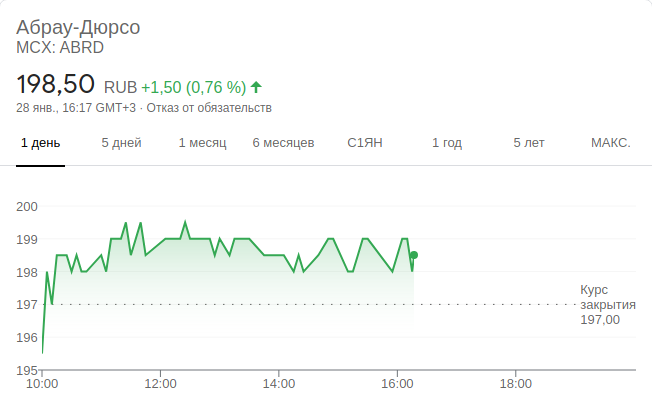 Абрау-Дюрсо
MCX: ABRD
198,50 RUB +1,50 (0,76 %)
28 янв., 16:17 GMT+3 · Отказ от обязательств
1 день 5 дней 1 месяц 6 месяцев С1ЯН 1 год 5 лет МАКС.
200
199
198
197
196
195
Курс
закрытия
197,00
10:00 12:00 14:00 16:00 18:00